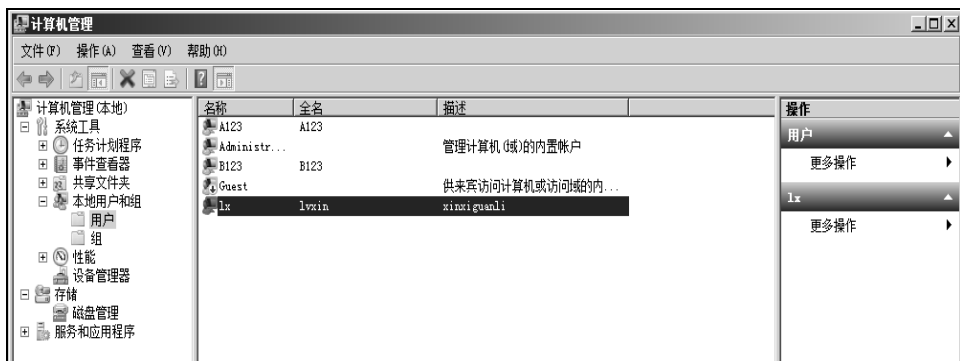 计算机管理
文件(F) 操作(A) 查看(V) 帮助(H)
计算机管理(本地)
系统工具
任务计划程序
事件查看器
共享文件夹
本地用户和组
用户
组
性能
设备管理器
存储
磁盘管理
服务和应用程序
名称 全名 描述
A123 A123
Administr... 管理计算机(域)的内置帐户
B123 B123
Guest 供来宾访问计算机或访问域的内...
lx lvxin xinxiguanli
操作
用户
更多操作
lx
更多操作